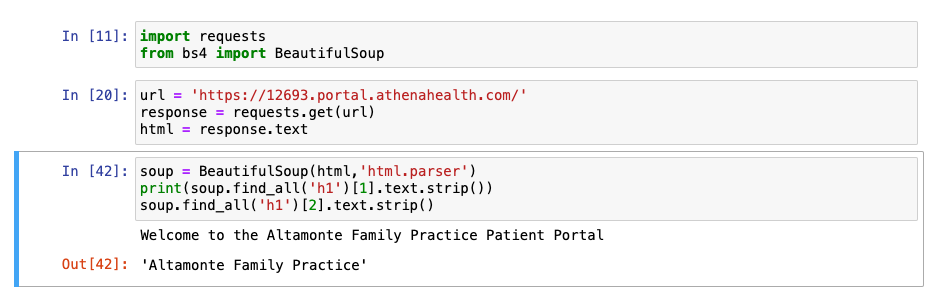 In [11]: import requests
from bs4 import BeautifulSoup
In [20]: url = 'https://12693.portal.athenahealth.com/'
response = requests.get(url)
html = response.text
In [42]: soup = BeautifulSoup(html,'html.parser')
print(soup.find_all('h1')[1].text.strip())
soup.find_all('h1')[2].text.strip()
Welcome to the Altamonte Family Practice Patient Portal
Out[42]: 'Altamonte Family Practice'